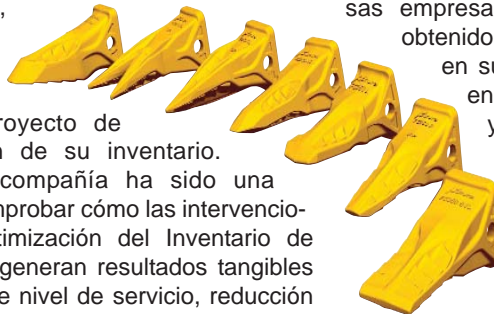 sas empresa
obtenido
en su
en
royecto de
y
n de su inventario.
compañía ha sido una
mprobar cómo las intervencio-
timización del Inventario de
generan resultados tangibles
e nivel de servicio, reducción